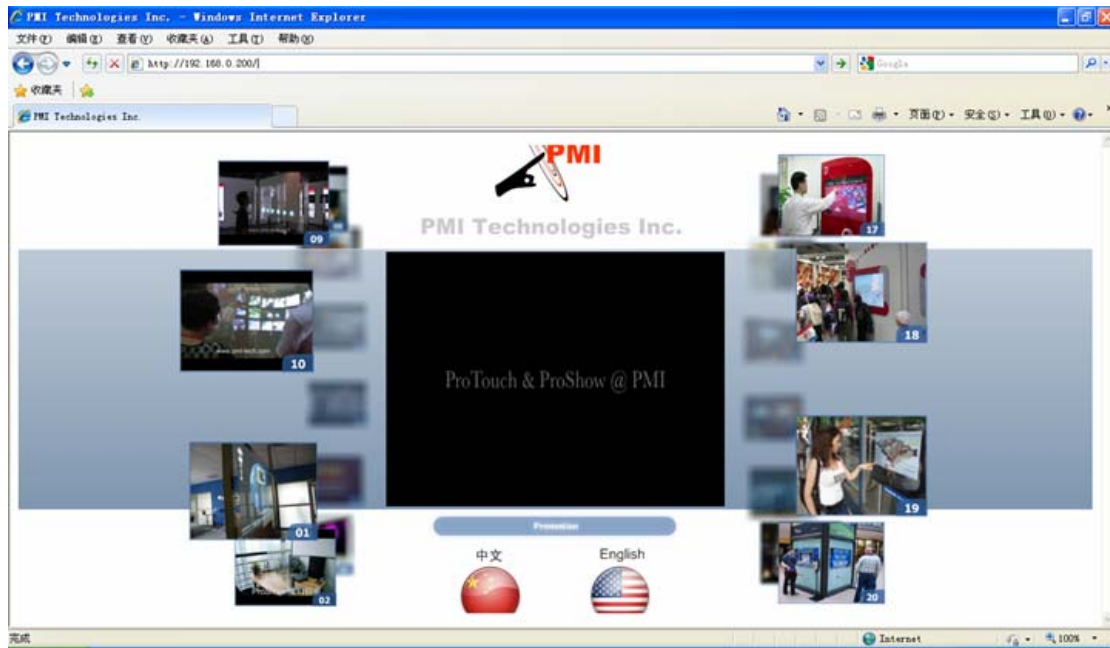 PMI Technologies Inc. - Windows Internet Explorer
文件(F) 编辑(E) 查看(V) 收藏夹(A) 工具(T) 帮助(H)
http://192.168.0.200/
Google
收藏夹
PMI Technologies Inc.
页面(P) 安全(S) 工具(O)
PMI
PMI Technologies Inc.
09
17
10
18
ProTouch & ProShow @ PMI
01
19
02
20
Promotion
中文 English
完成 Internet 100%